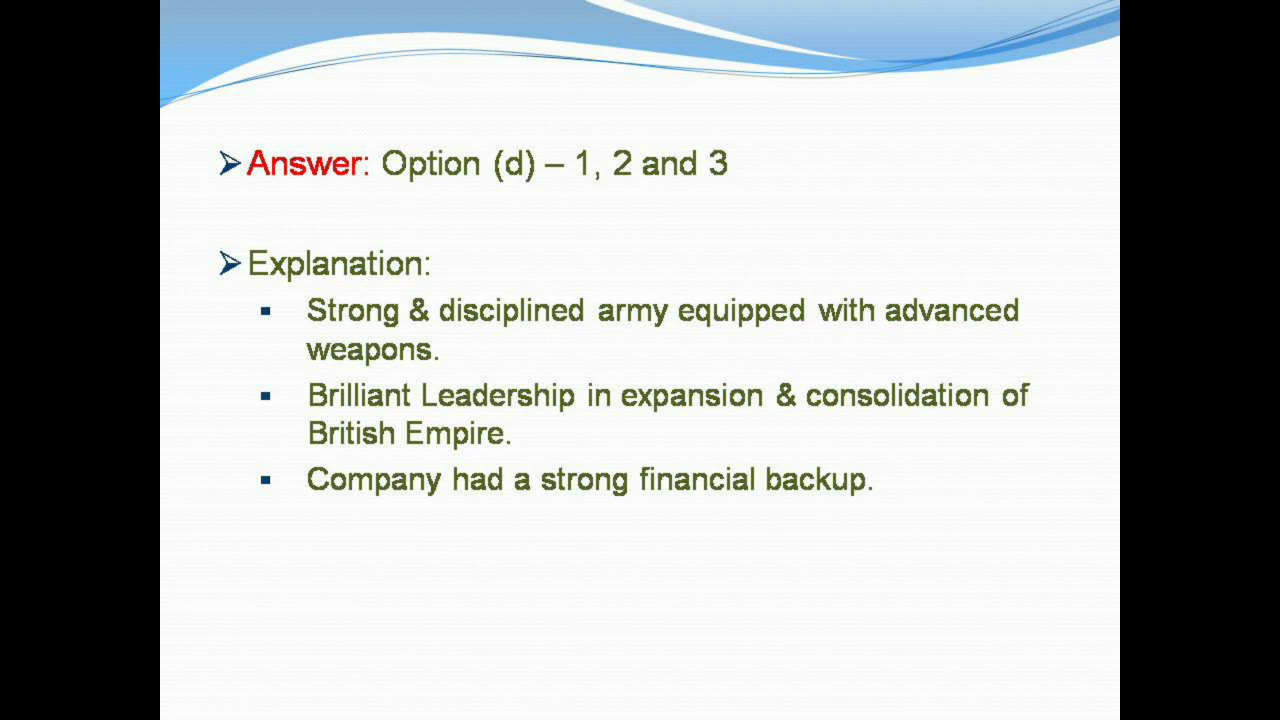 Answer: Option (d) – 1, 2 and 3
Explanation:
Strong & disciplined army equipped with advanced
weapons.
Brilliant Leadership in expansion & consolidation of
British Empire.
Company had a strong financial backup.